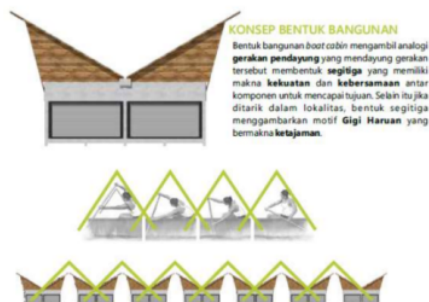 KONSEP BENTUK BANGUNAN
Bentuk bangunan boat cabin mengambil analogi
gerakan pendayung yang mendayung gerakan
tersebut membentuk segitiga yang memiliki
makna kekuatan dan kebersamaan antar
komponen untuk mencapai tujuan. Selain itu jika
ditarik dalam lokalitas, bentuk segitiga
menggambarkan motif Gigi Haruan yang
bermakna ketajaman.